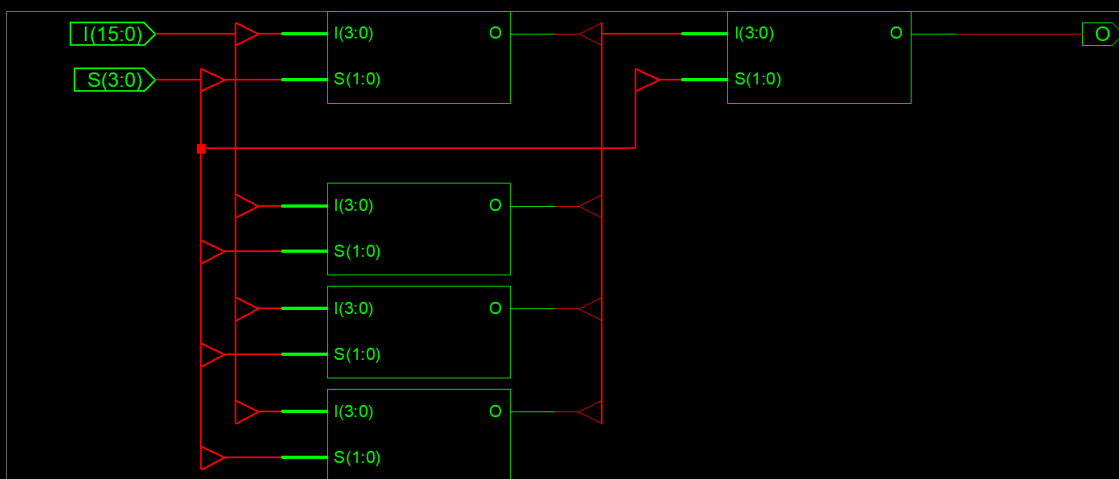 I(15:0) I(3:0) O I(3:0) O O
S(3:0) S(1:0) S(1:0)
I(3:0) O
S(1:0)
I(3:0) O
S(1:0)
I(3:0) O
S(1:0)